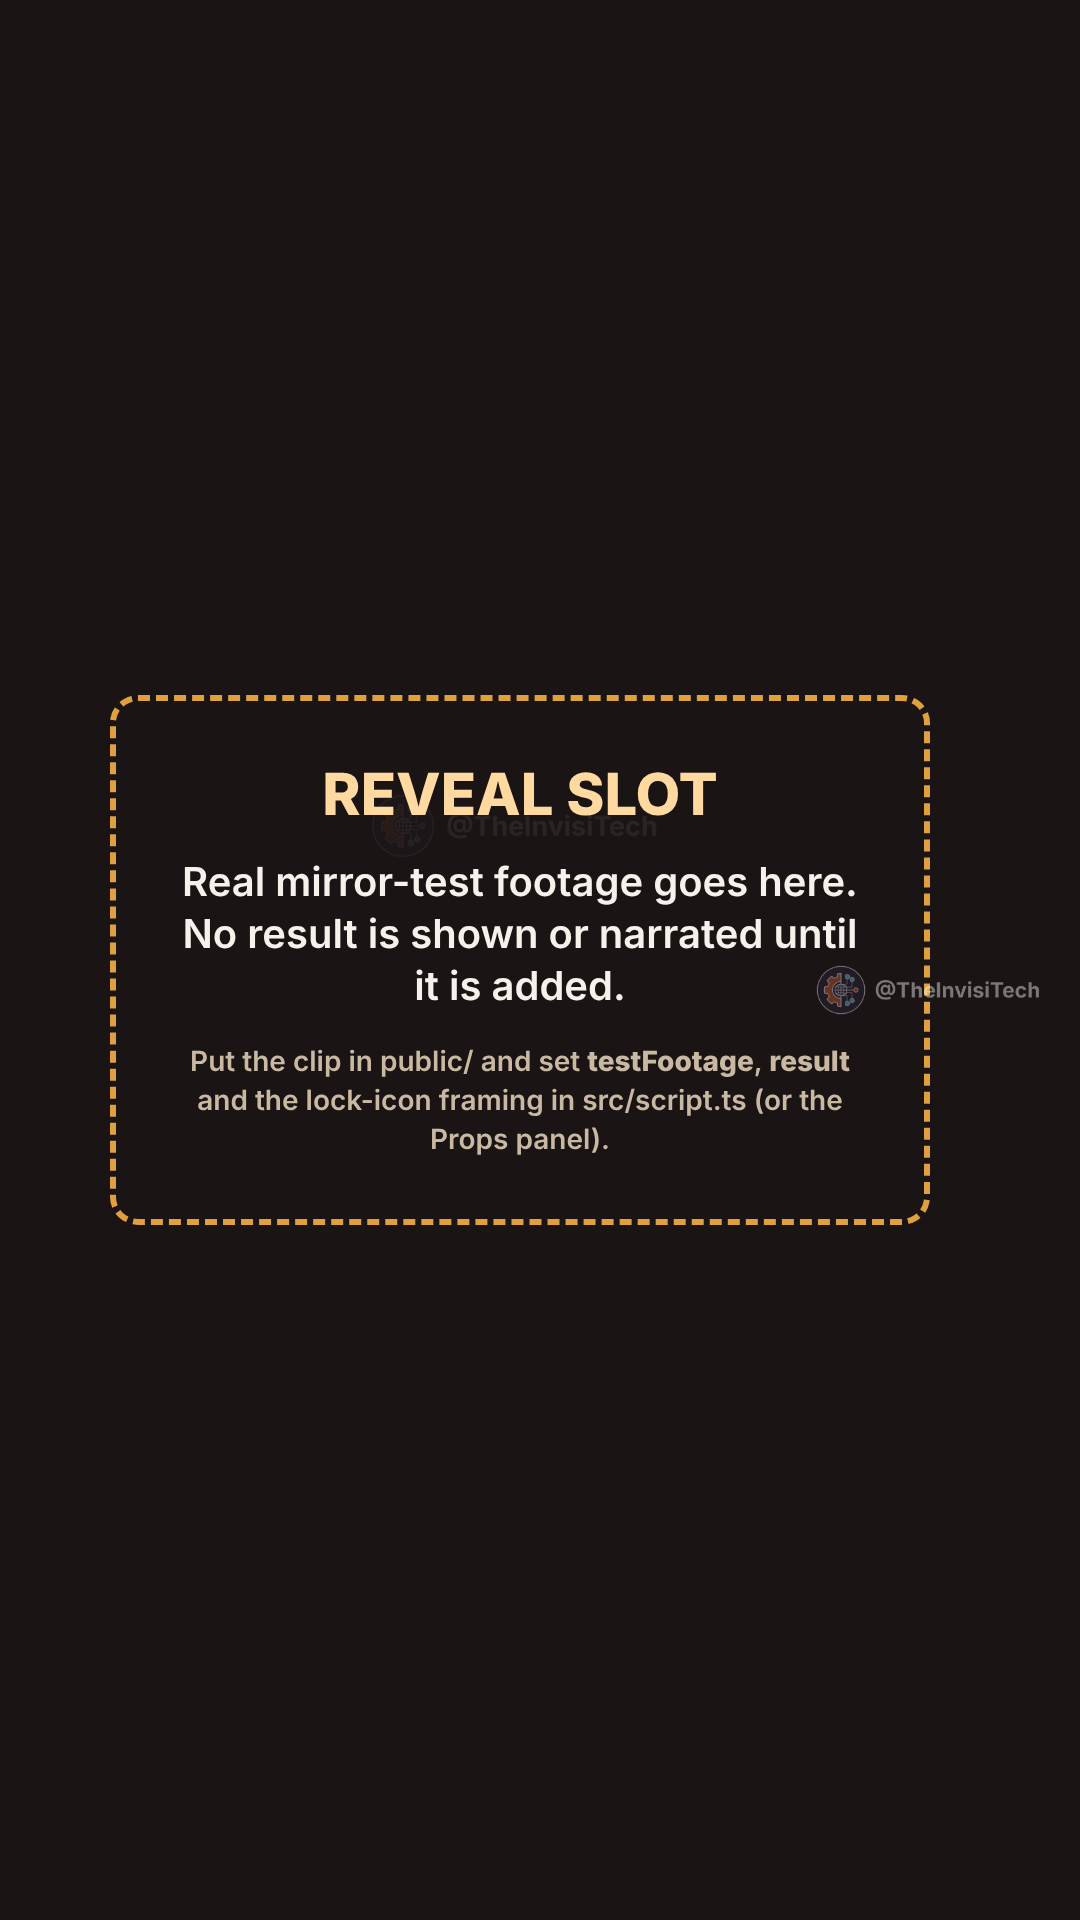 REVEAL SLOT
@TheInvisiTech
Real mirror-test footage goes here.
No result is shown or narrated until
it is added.
@TheInvisiTech
Put the clip in public/ and set testFootage, result
and the lock-icon framing in src/script.ts (or the
Props panel).